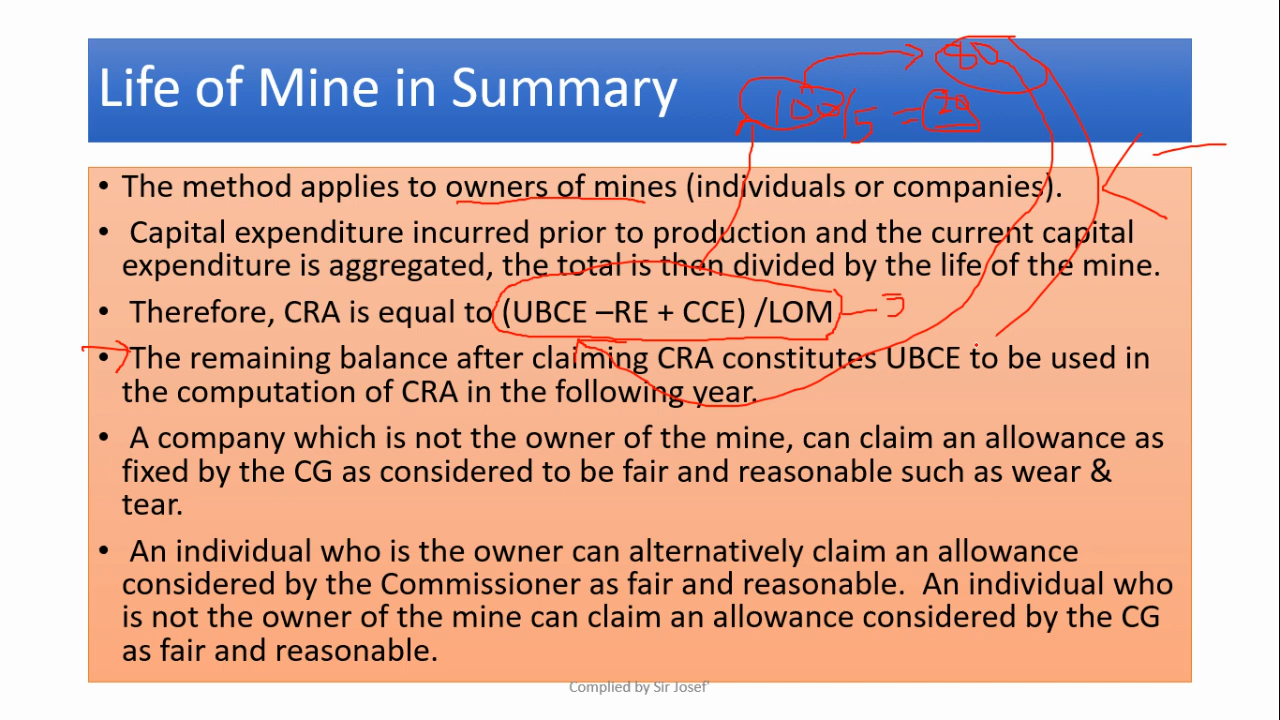 Life of Mine in Summary
80
100/5 = 20
• The method applies to owners of mines (individuals or companies).
• Capital expenditure incurred prior to production and the current capital
expenditure is aggregated, the total is then divided by the life of the mine.
• Therefore, CRA is equal to (UBCE –RE + CCE) /LOM
• The remaining balance after claiming CRA constitutes UBCE to be used in
the computation of CRA in the following year.
• A company which is not the owner of the mine, can claim an allowance as
fixed by the CG as considered to be fair and reasonable such as wear &
tear.
• An individual who is the owner can alternatively claim an allowance
considered by the Commissioner as fair and reasonable. An individual who
is not the owner of the mine can claim an allowance considered by the CG
as fair and reasonable.
Complied by Sir Josef'